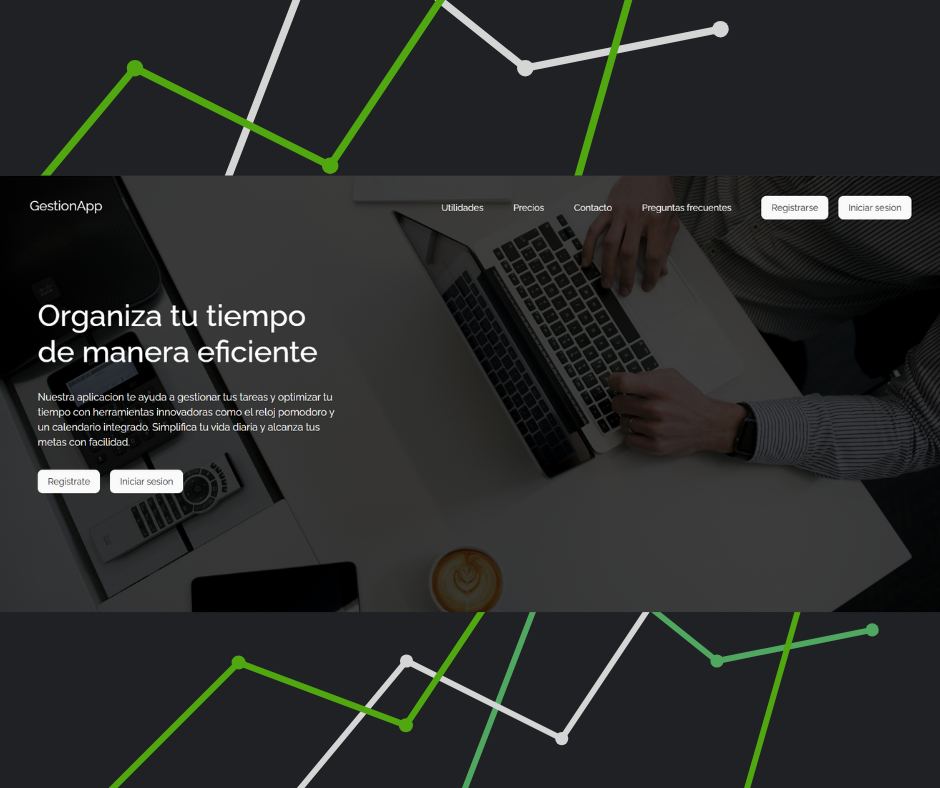 GestionApp
Utilidades
Precios
Contacto
Preguntas frecuentes
Registrarse
Iniciar sesion
Organiza tu tiempo
de manera eficiente
Nuestra aplicacion te ayuda a gestionar tus tareas y optimizar tu
tiempo con herramientas innovadoras como el reloj pomodoro y
un calendario integrado. Simplifica tu vida diaria y alcanza tus
metas con facilidad.
Registrate
Iniciar sesion